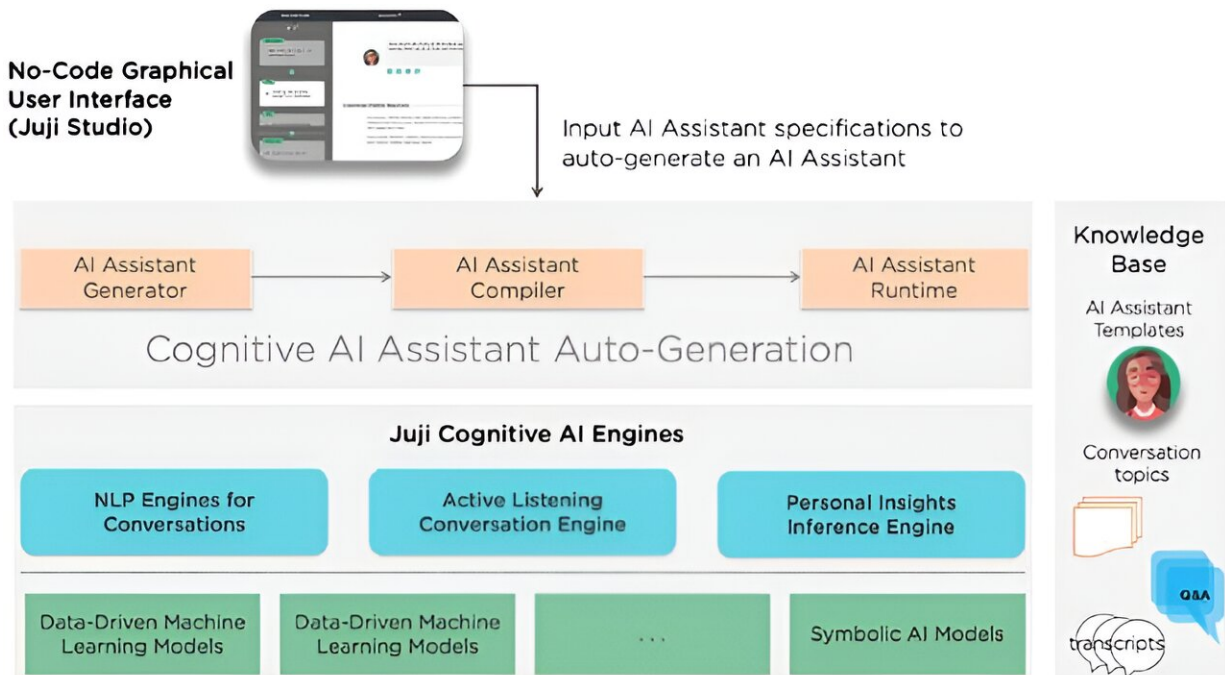 No-Code Graphical
User Interface
(Juji Studio)
Input AI Assistant specifications to
auto-generate an AI Assistant
AI Assistant
Generator
AI Assistant
Compiler
AI Assistant
Runtime
Cognitive AI Assistant Auto-Generation
Juji Cognitive AI Engines
NLP Engines for
Conversations
Active Listening
Conversation Engine
Personal Insights
Inference Engine
Data-Driven Machine
Learning Models
Data-Driven Machine
Learning Models
...
Symbolic AI Models
Knowledge
Base
AI Assistant
Templates
Conversation
topics
Q&A
transcripts